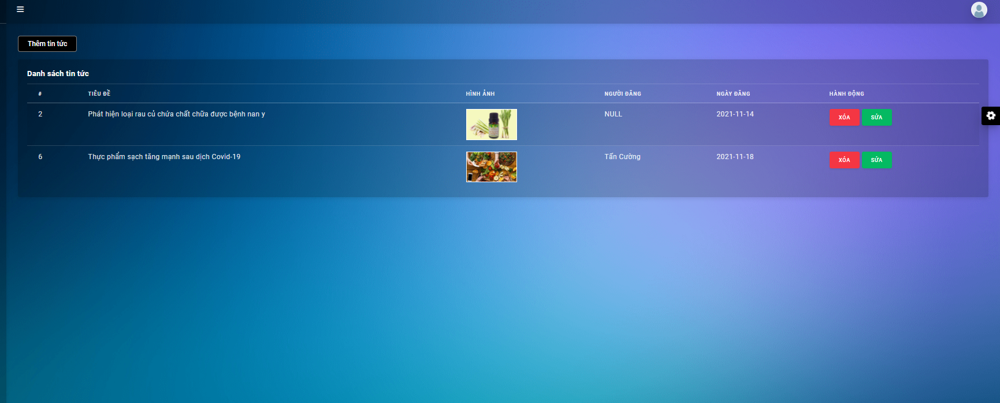 Thêm tin tức
Danh sách tin tức
# TIÊU ĐỀ HÌNH ẢNH NGƯỜI ĐĂNG NGÀY ĐĂNG HÀNH ĐỘNG
2 Phát hiện loại rau củ chứa chất chữa được bệnh nan y NULL 2021-11-14 XÓA SỬA
6 Thực phẩm sạch tăng mạnh sau dịch Covid-19 Tấn Cường 2021-11-18 XÓA SỬA